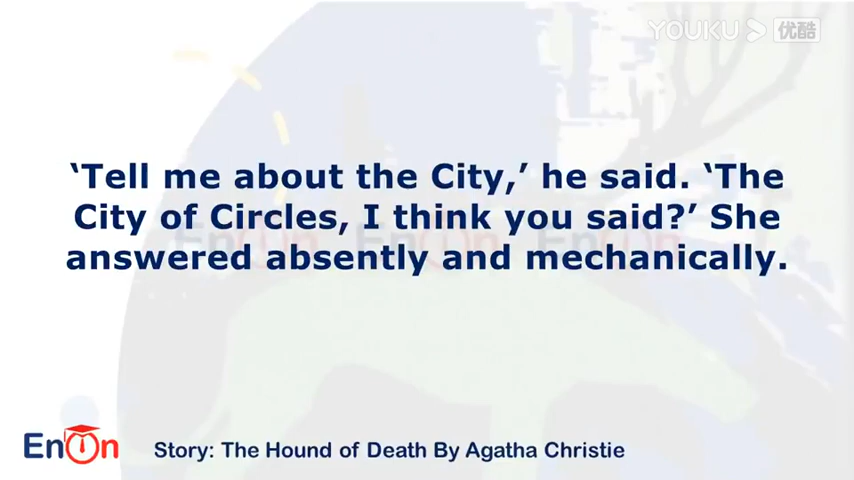 YOUKU 优酷
‘Tell me about the City,’ he said. ‘The
City of Circles, I think you said?’ She
answered absently and mechanically.
EnOn
Story: The Hound of Death By Agatha Christie